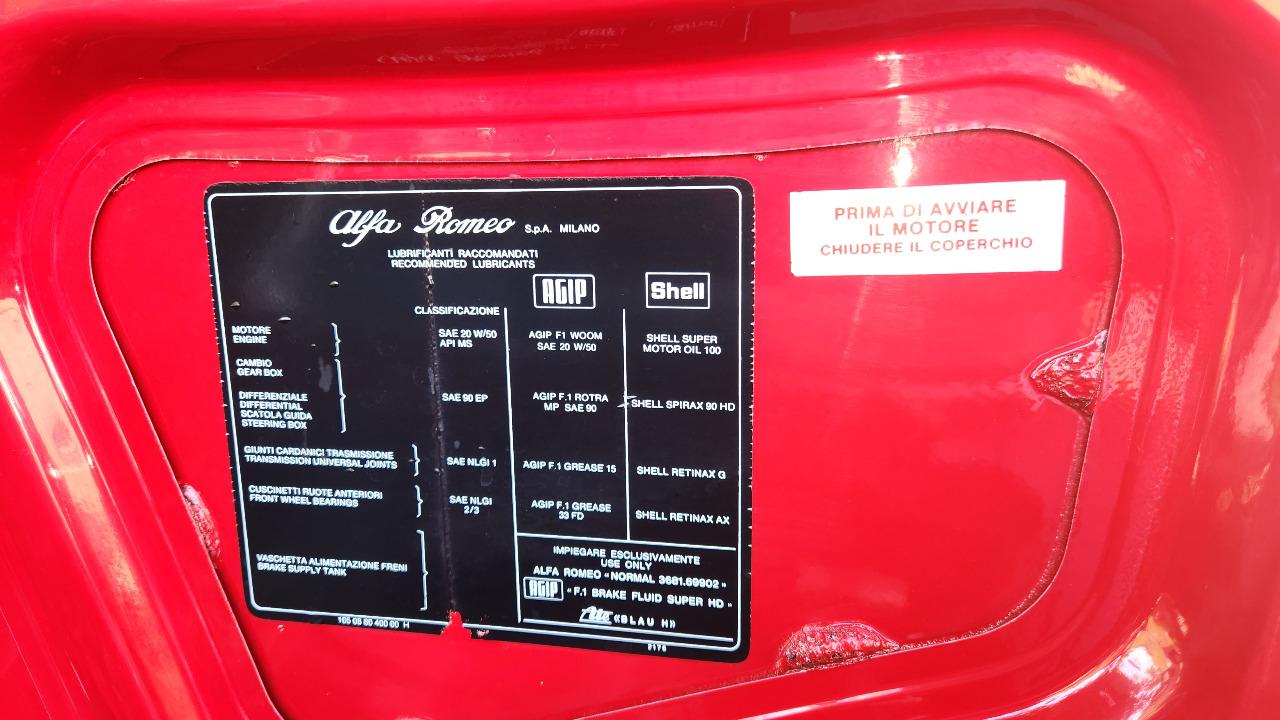 Alfa Romeo S.p.A. MILANO
LUBRIFICANTI RACCOMANDATI
RECOMMENDED LUBRICANTS
AGIP Shell
CLASSIFICAZIONE
MOTORE
ENGINE
SAE 20 W/50
API MS
AGIP F1 WOOM
SAE 20 W/50
SHELL SUPER
MOTOR OIL 100
CAMBIO
GEAR BOX
DIFFERENZIALE
DIFFERENTIAL
SCATOLA GUIDA
STEERING BOX
SAE 90 EP
AGIP F.1 ROTRA
MP SAE 90
SHELL SPIRAX 90 HD
GIUNTI CARDANICI TRASMISSIONE
TRANSMISSION UNIVERSAL JOINTS
SAE NLGI 1
AGIP F.1 GREASE 15
SHELL RETINAX G
CUSCINETTI RUOTE ANTERIORI
FRONT WHEEL BEARINGS
SAE NLGI
2/3
AGIP F.1 GREASE
33 FD
SHELL RETINAX AX
VASCHETTA ALIMENTAZIONE FRENI
BRAKE SUPPLY TANK
IMPIEGARE ESCLUSIVAMENTE
USE ONLY
ALFA ROMEO «NORMAL 3681.69902»
AGIP «F.1 BRAKE FLUID SUPER HD»
Ate «BLAU H»
PRIMA DI AVVIARE
IL MOTORE
CHIUDERE IL COPERCHIO